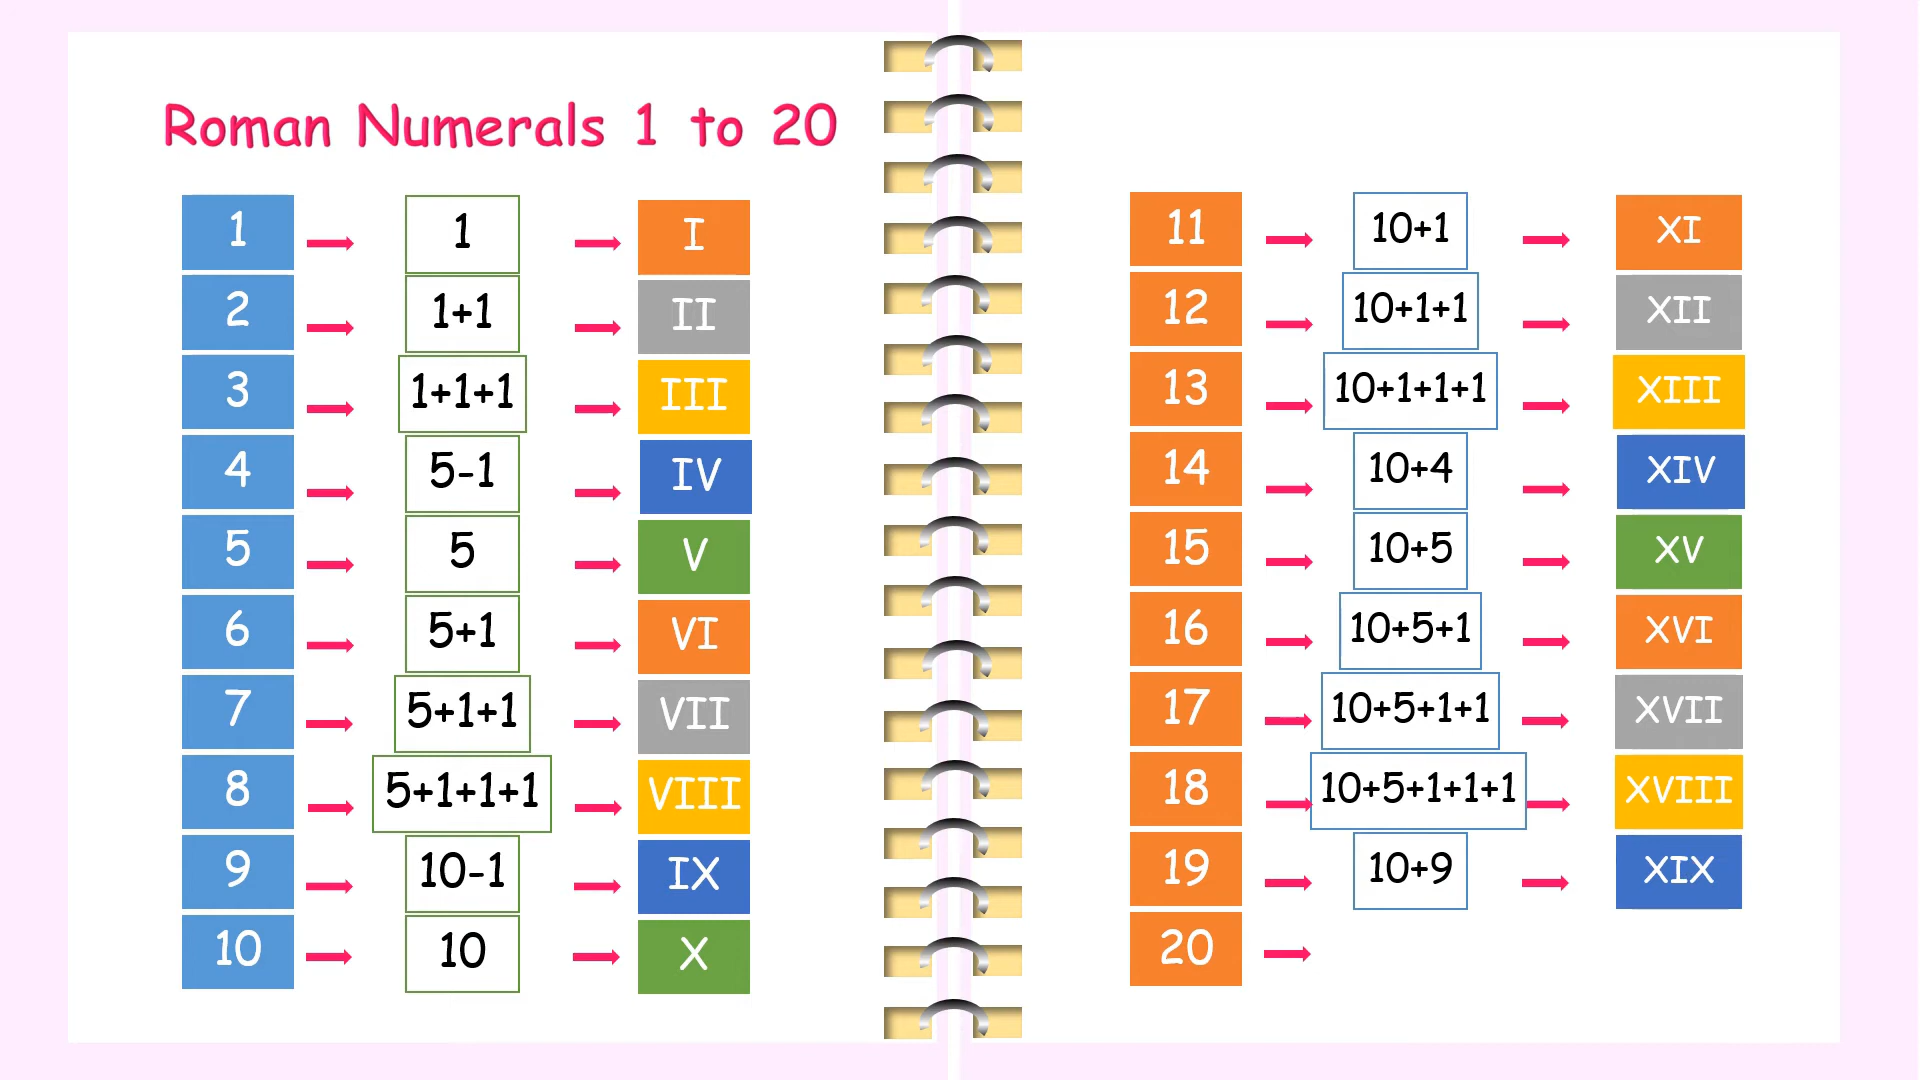 Roman Numerals 1 to 20
1 1 I
2 1+1 II
3 1+1+1 III
4 5-1 IV
5 5 V
6 5+1 VI
7 5+1+1 VII
8 5+1+1+1 VIII
9 10-1 IX
10 10 X
11 10+1 XI
12 10+1+1 XII
13 10+1+1+1 XIII
14 10+4 XIV
15 10+5 XV
16 10+5+1 XVI
17 10+5+1+1 XVII
18 10+5+1+1+1 XVIII
19 10+9 XIX
20